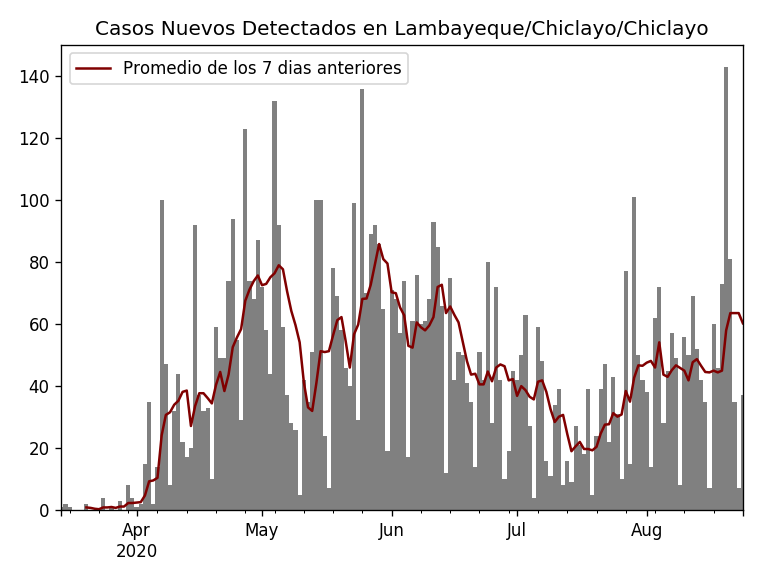 Casos Nuevos Detectados en Lambayeque/Chiclayo/Chiclayo
Promedio de los 7 dias anteriores
140
120
100
80
60
40
20
0
Apr
2020
May
Jun
Jul
Aug